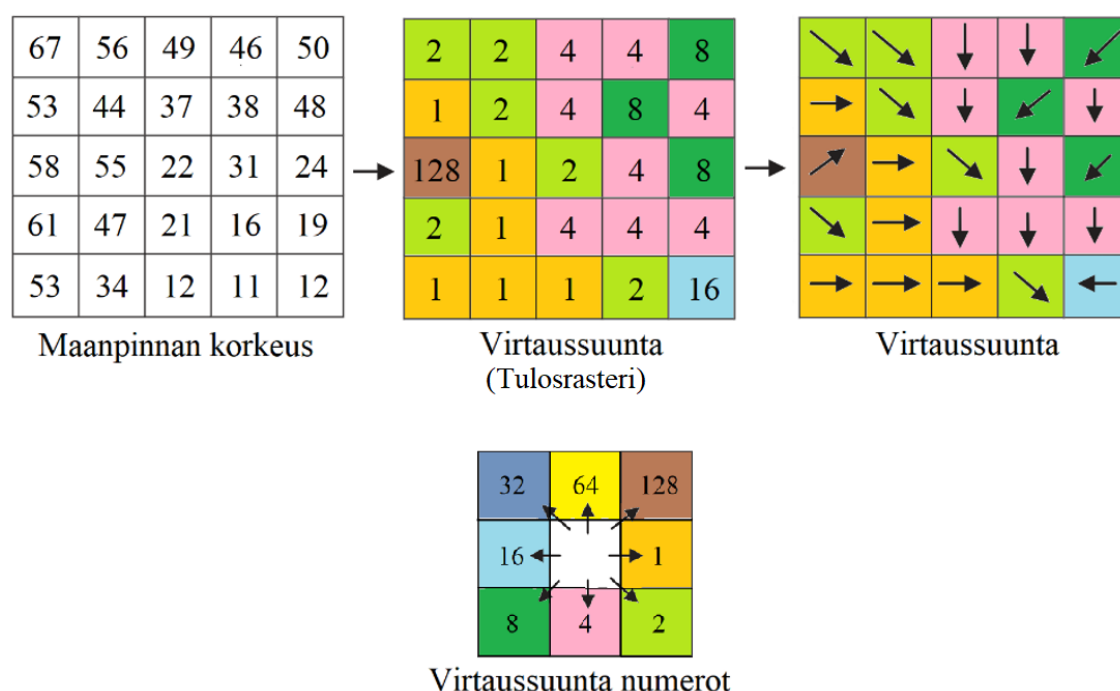 67 56 49 46 50 2 2 4 4 8
53 44 37 38 48 1 2 4 8 4
58 55 22 31 24 128 1 2 4 8
61 47 21 16 19 2 1 4 4 4
53 34 12 11 12 1 1 1 2 16
Maanpinnan korkeus Virtaussuunta Virtaussuunta
(Tulosrasteri)
32 64 128
16 1
8 4 2
Virtaussuunta numerot